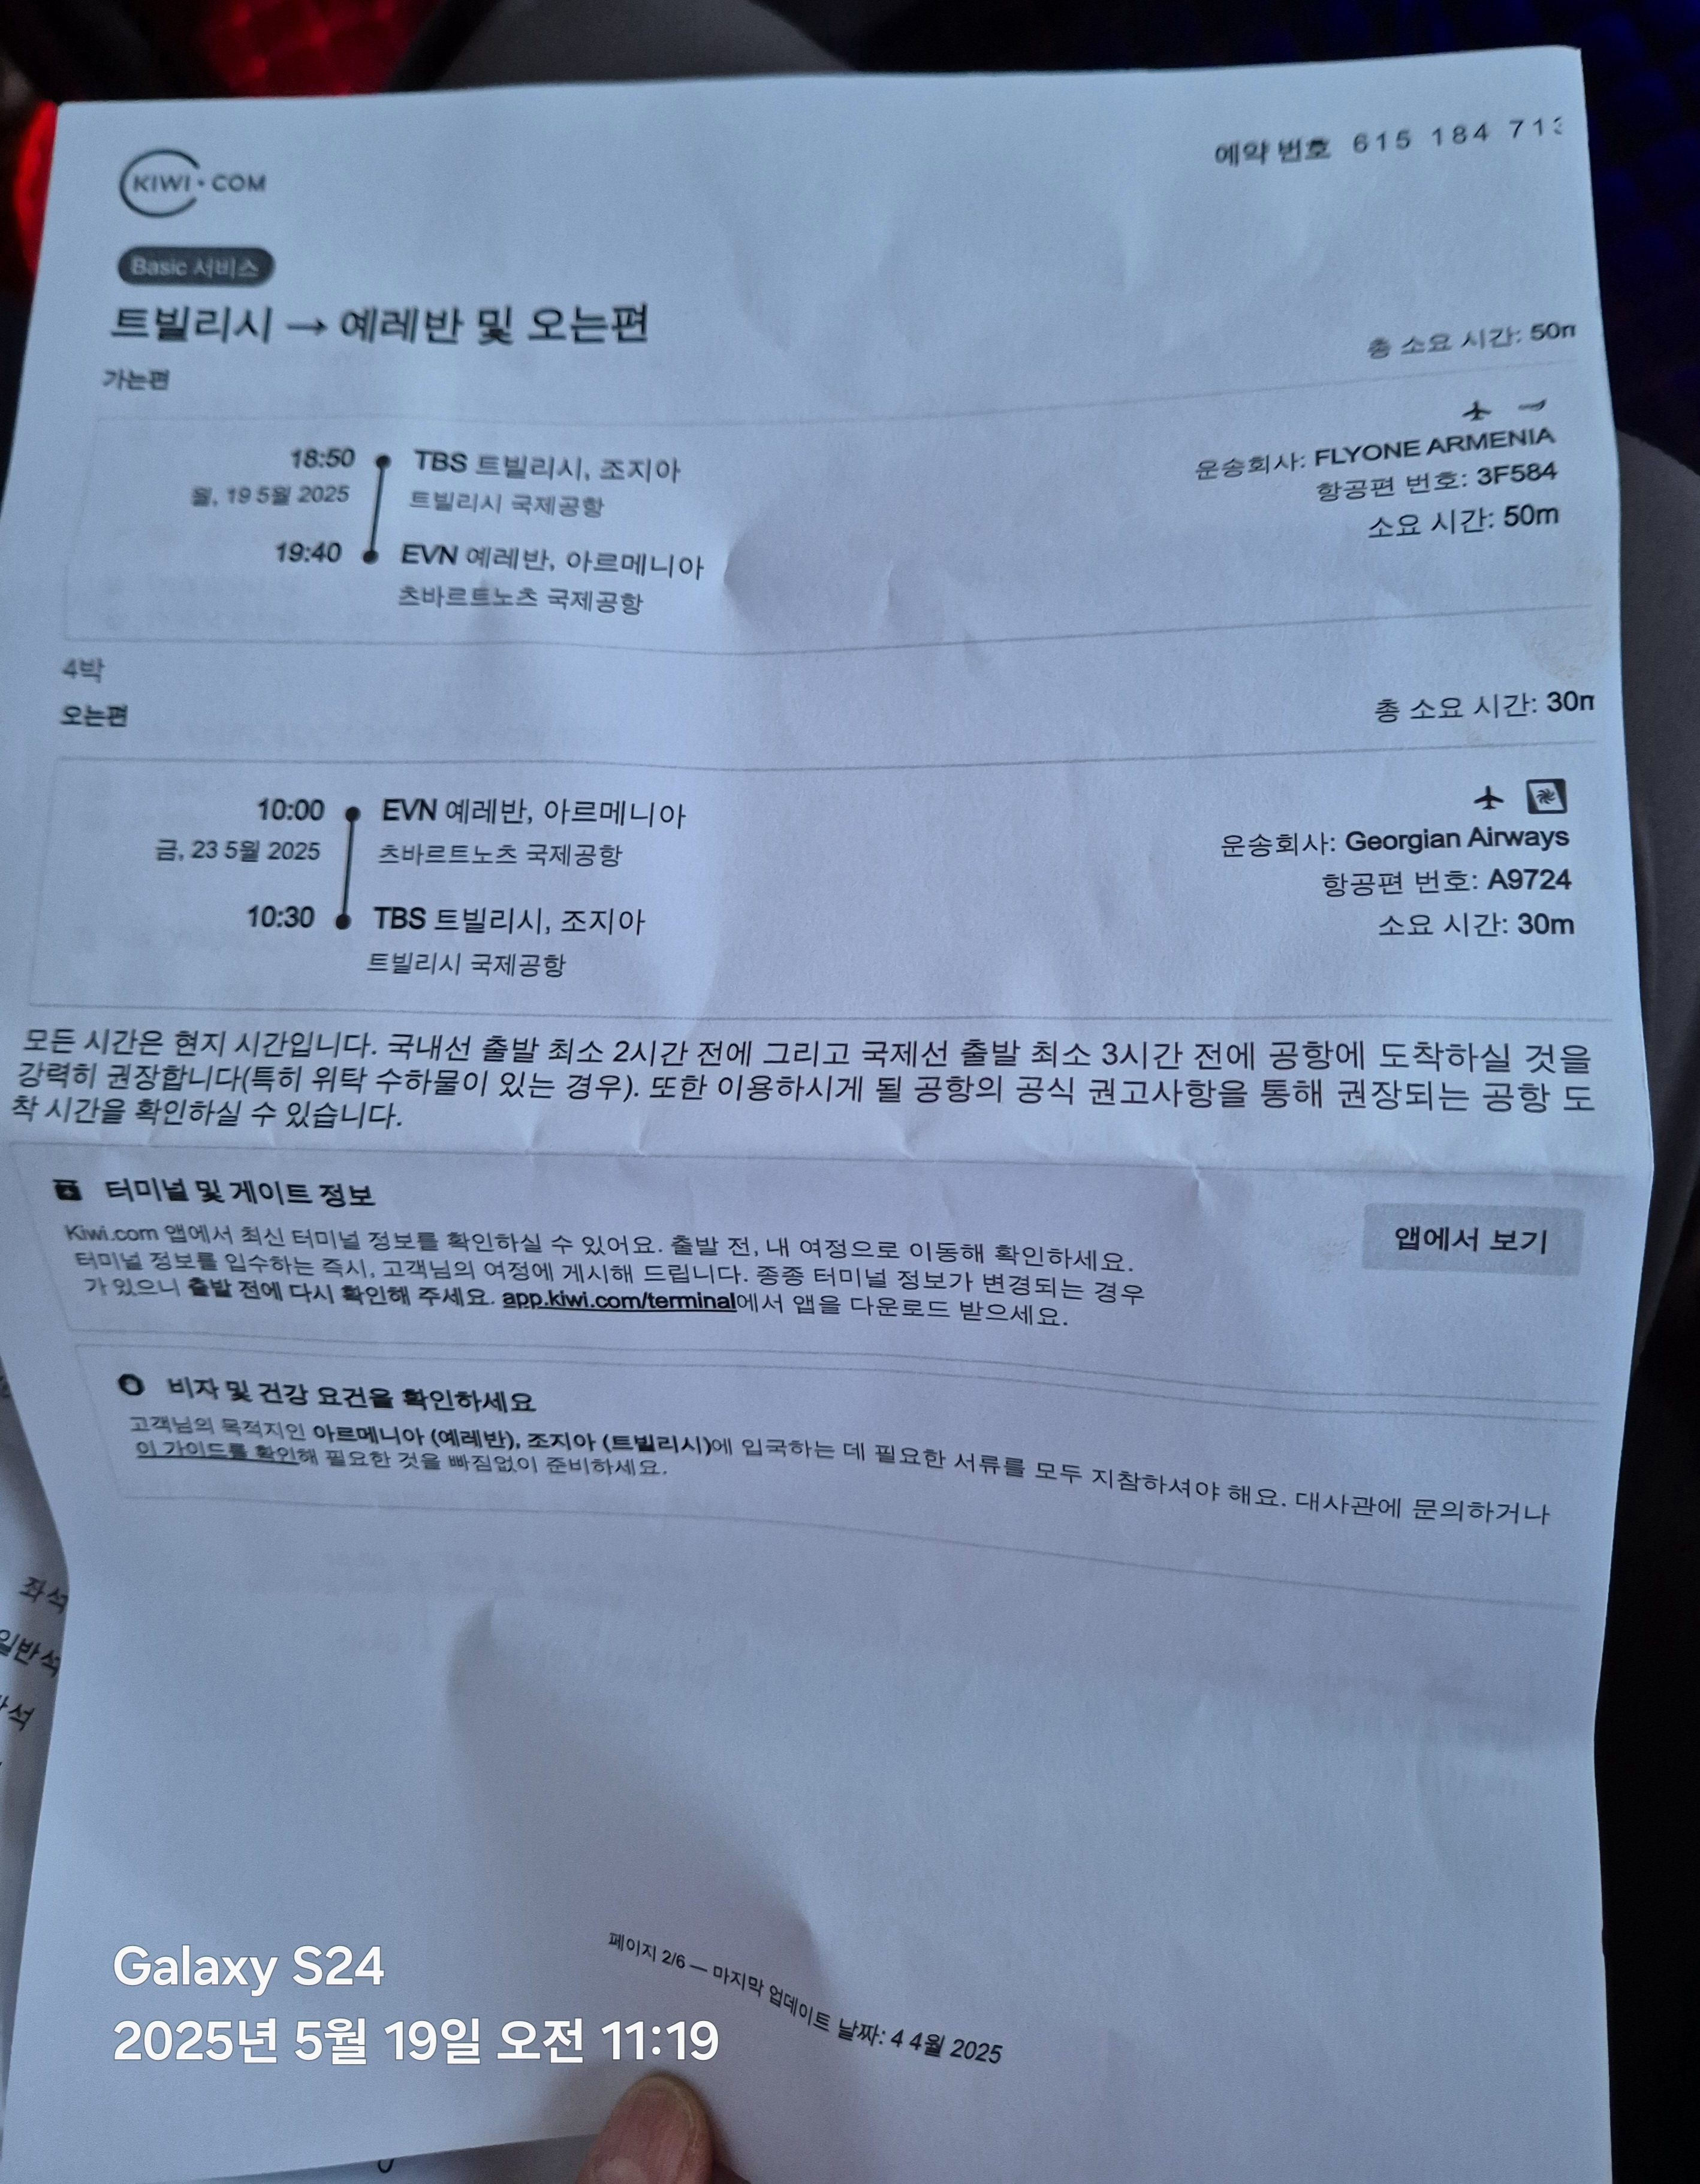 KIWI·COM
예약 번호 615 184 713
Basic 서비스
트빌리시 → 예레반 및 오는편
가는편
총 소요 시간: 50m
18:50
TBS 트빌리시, 조지아
월, 19 5월 2025
트빌리시 국제공항
19:40
EVN 예레반, 아르메니아
츠바르트노츠 국제공항
운송회사: FLYONE ARMENIA
항공편 번호: 3F584
소요 시간: 50m
4박
오는편
총 소요 시간: 30m
10:00
EVN 예레반, 아르메니아
금, 23 5월 2025
츠바르트노츠 국제공항
10:30
TBS 트빌리시, 조지아
트빌리시 국제공항
운송회사: Georgian Airways
항공편 번호: A9724
소요 시간: 30m
모든 시간은 현지 시간입니다. 국내선 출발 최소 2시간 전에 그리고 국제선 출발 최소 3시간 전에 공항에 도착하실 것을
강력히 권장합니다(특히 위탁 수하물이 있는 경우). 또한 이용하시게 될 공항의 공식 권고사항을 통해 권장되는 공항 도
착 시간을 확인하실 수 있습니다.
터미널 및 게이트 정보
Kiwi.com 앱에서 최신 터미널 정보를 확인하실 수 있어요. 출발 전, 내 여정으로 이동해 확인하세요.
터미널 정보를 입수하는 즉시, 고객님의 여정에 게시해 드립니다. 종종 터미널 정보가 변경되는 경우
가 있으니 출발 전에 다시 확인해 주세요. app.kiwi.com/terminal에서 앱을 다운로드 받으세요.
앱에서 보기
비자 및 건강 요건을 확인하세요
고객님의 목적지인 아르메니아 (예레반), 조지아 (트빌리시)에 입국하는 데 필요한 서류를 모두 지참하셔야 해요. 대사관에 문의하거나
이 가이드를 확인해 필요한 것을 빠짐없이 준비하세요.
좌석
일반석
석
페이지 2/6 — 마지막 업데이트 날짜: 4 4월 2025
Galaxy S24
2025년 5월 19일 오전 11:19